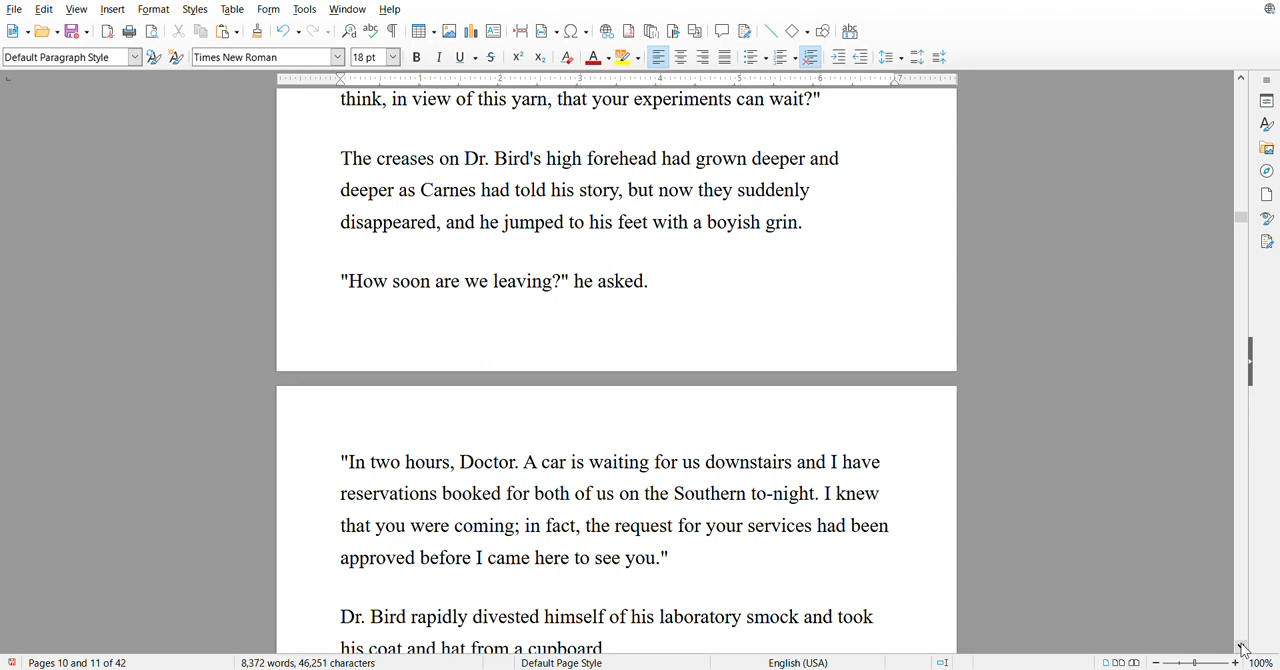 File Edit View Insert Format Styles Table Form Tools Window Help
Default Paragraph Style Times New Roman 18 pt
think, in view of this yarn, that your experiments can wait?"
The creases on Dr. Bird's high forehead had grown deeper and
deeper as Carnes had told his story, but now they suddenly
disappeared, and he jumped to his feet with a boyish grin.
"How soon are we leaving?" he asked.
"In two hours, Doctor. A car is waiting for us downstairs and I have
reservations booked for both of us on the Southern to-night. I knew
that you were coming; in fact, the request for your services had been
approved before I came here to see you."
Dr. Bird rapidly divested himself of his laboratory smock and took
his coat and hat from a cupboard
Pages 10 and 11 of 42 8,372 words, 46,251 characters Default Page Style English (USA) 100%